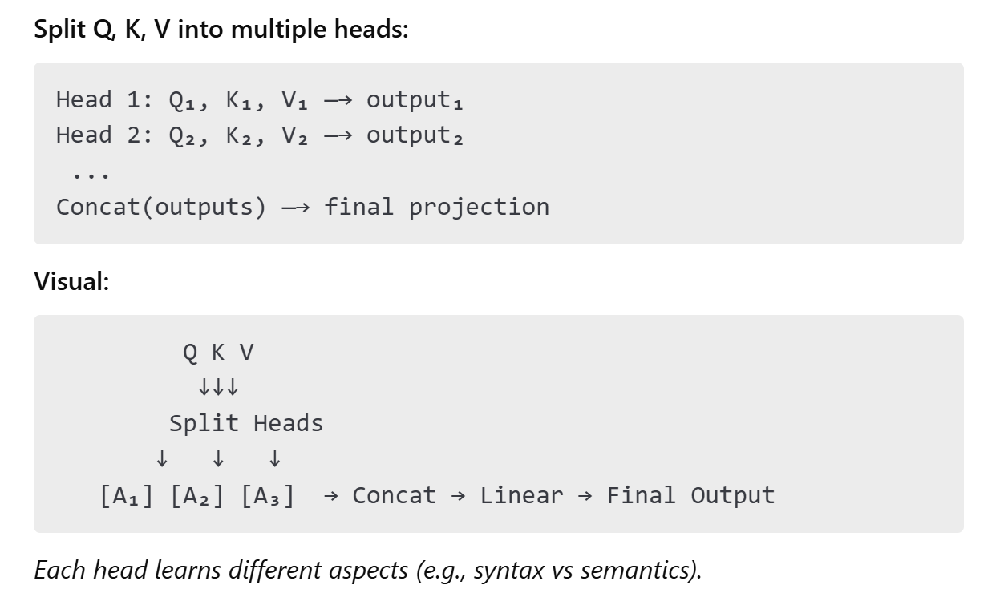 Split Q, K, V into multiple heads:
Head 1: Q₁, K₁, V₁ —→ output₁
Head 2: Q₂, K₂, V₂ —→ output₂
...
Concat(outputs) —→ final projection
Visual:
Q K V
↓↓↓
Split Heads
↓ ↓ ↓
[A₁] [A₂] [A₃] → Concat → Linear → Final Output
Each head learns different aspects (e.g., syntax vs semantics).